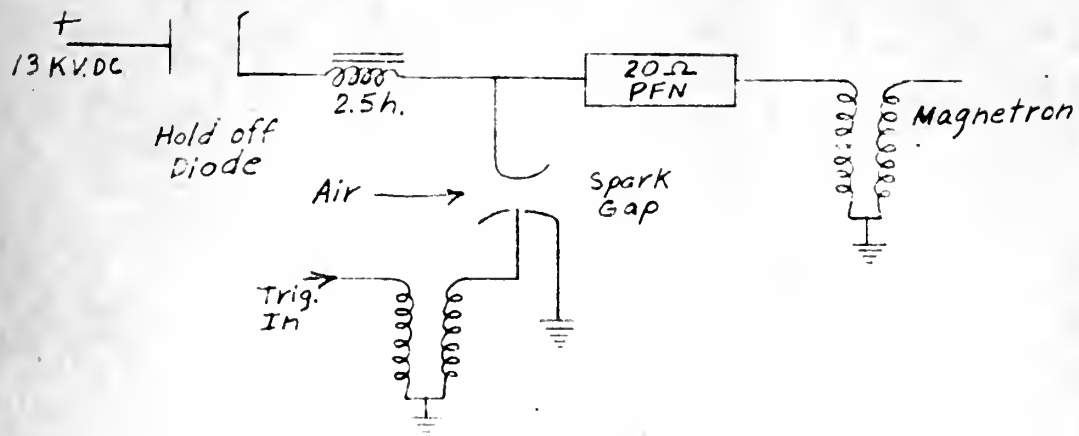 +
13 KV.DC
Hold off
Diode
2.5h.
20Ω
PFN
Magnetron
Air
Spark
Gap
Trig.
In